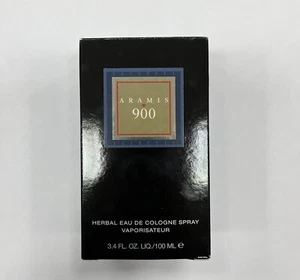 ARAMIS
900
HERBAL EAU DE COLOGNE SPRAY
VAPORISATEUR
3.4 FL. OZ. LIQ./100 ML ℮